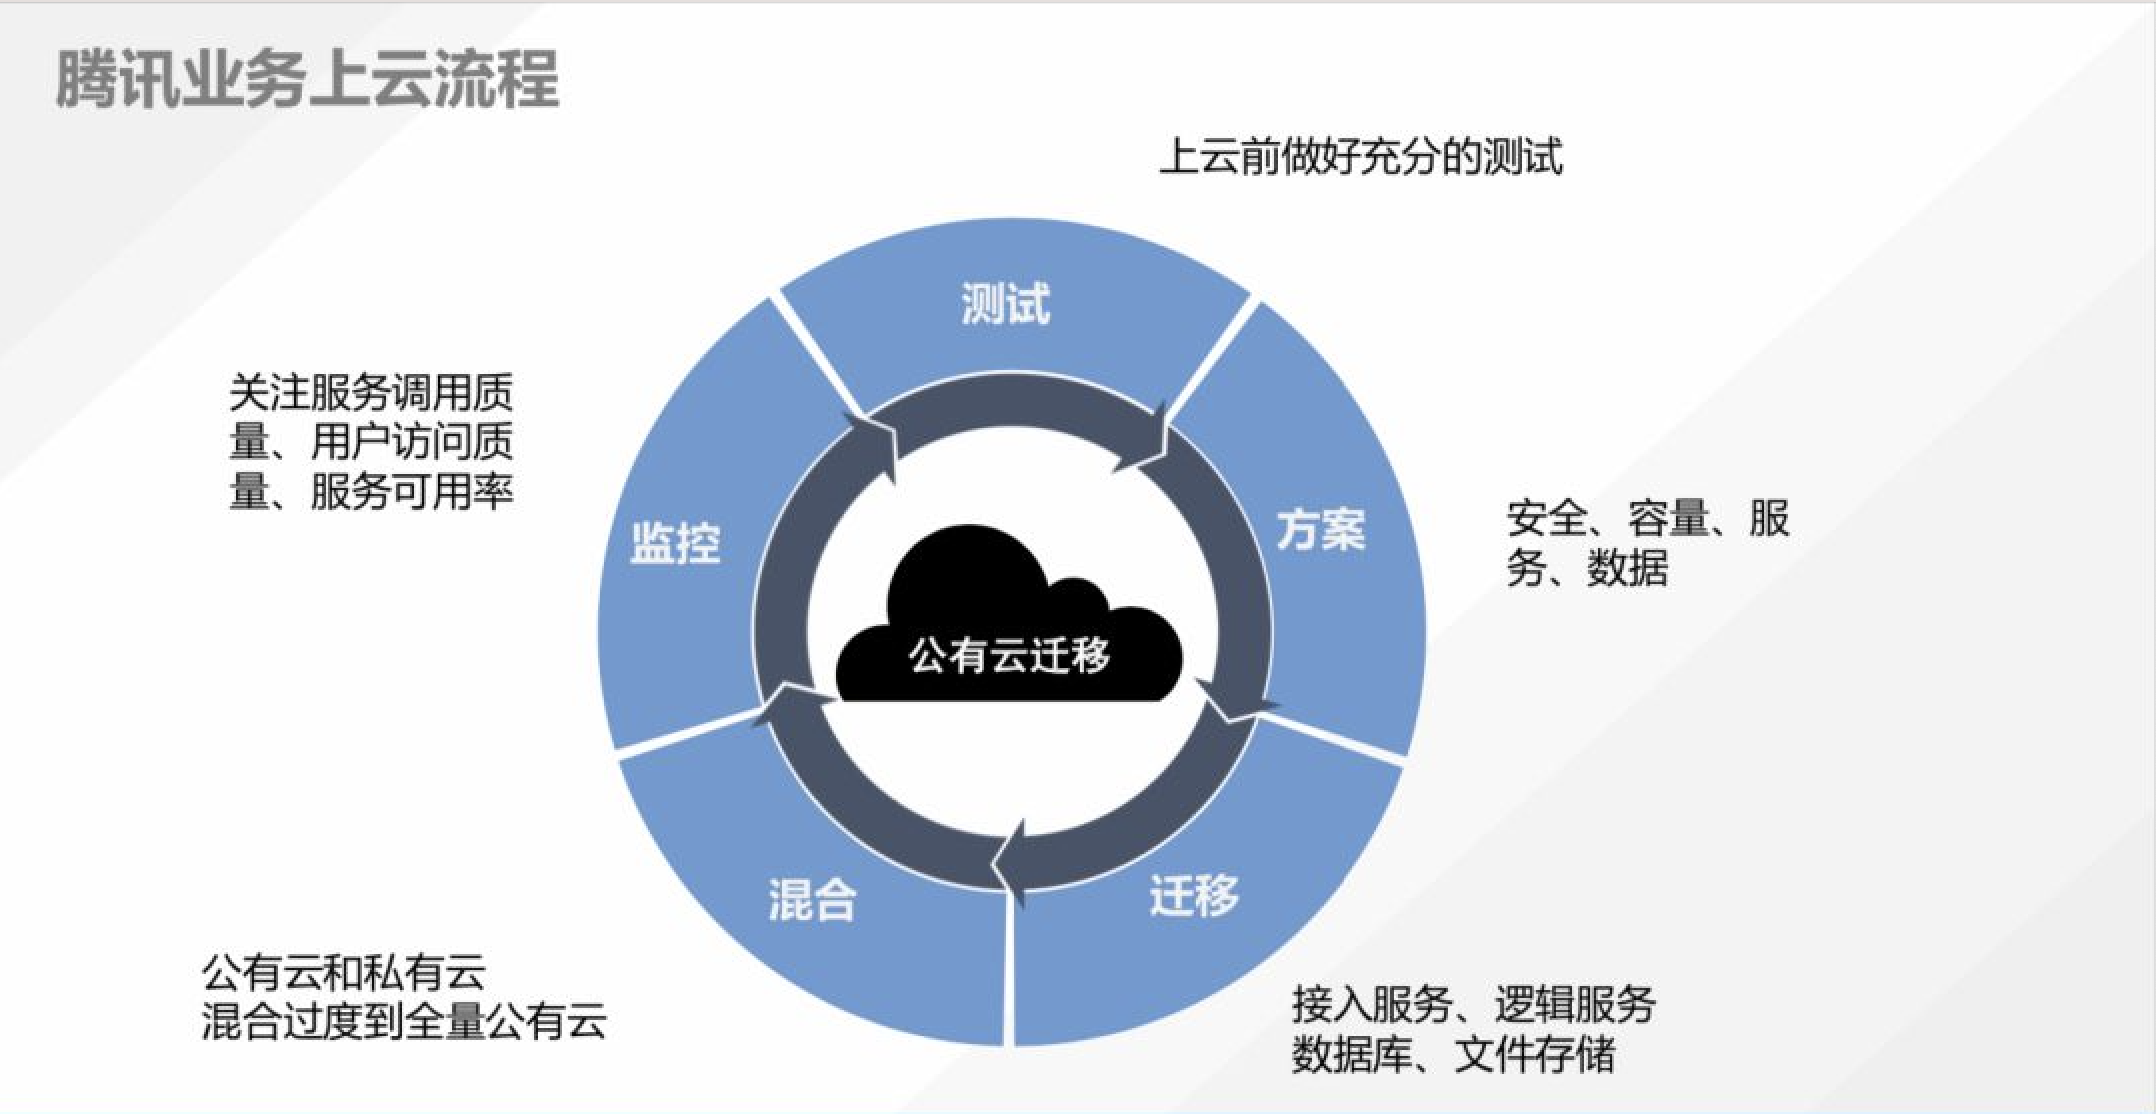 腾讯业务上云流程
上云前做好充分的测试
测试
关注服务调用质
量、用户访问质
量、服务可用率
监控
方案
安全、容量、服
务、数据
公有云迁移
混合
迁移
公有云和私有云
混合过度到全量公有云
接入服务、逻辑服务
数据库、文件存储